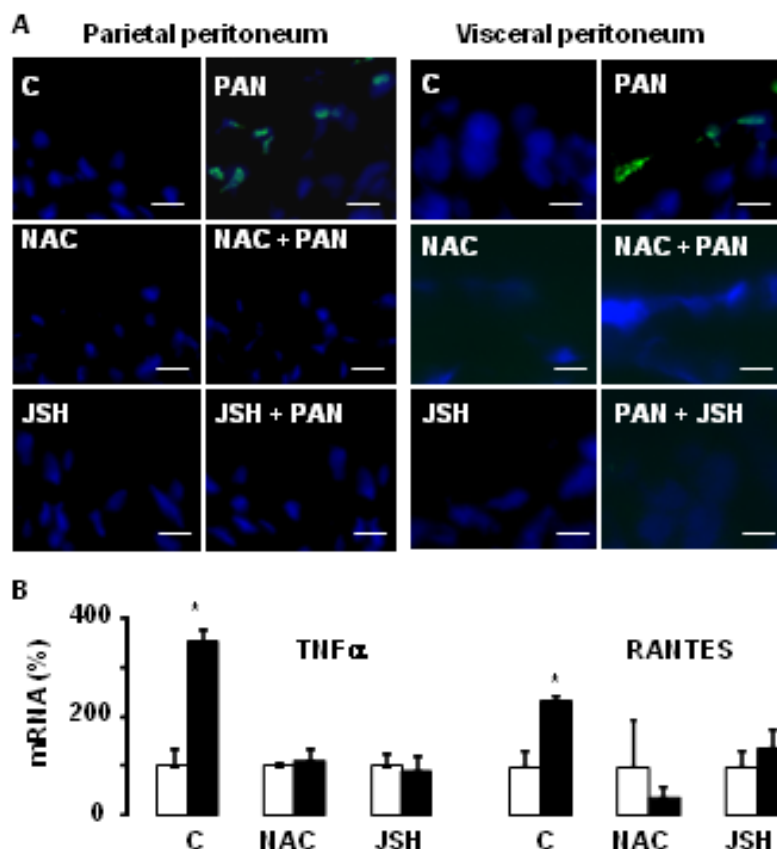 A
Parietal peritoneum Visceral peritoneum
C PAN C PAN
NAC NAC + PAN NAC NAC + PAN
JSH JSH + PAN JSH PAN + JSH
B
400
* TNFα RANTES
*
200
mRNA (%)
0
C NAC JSH C NAC JSH